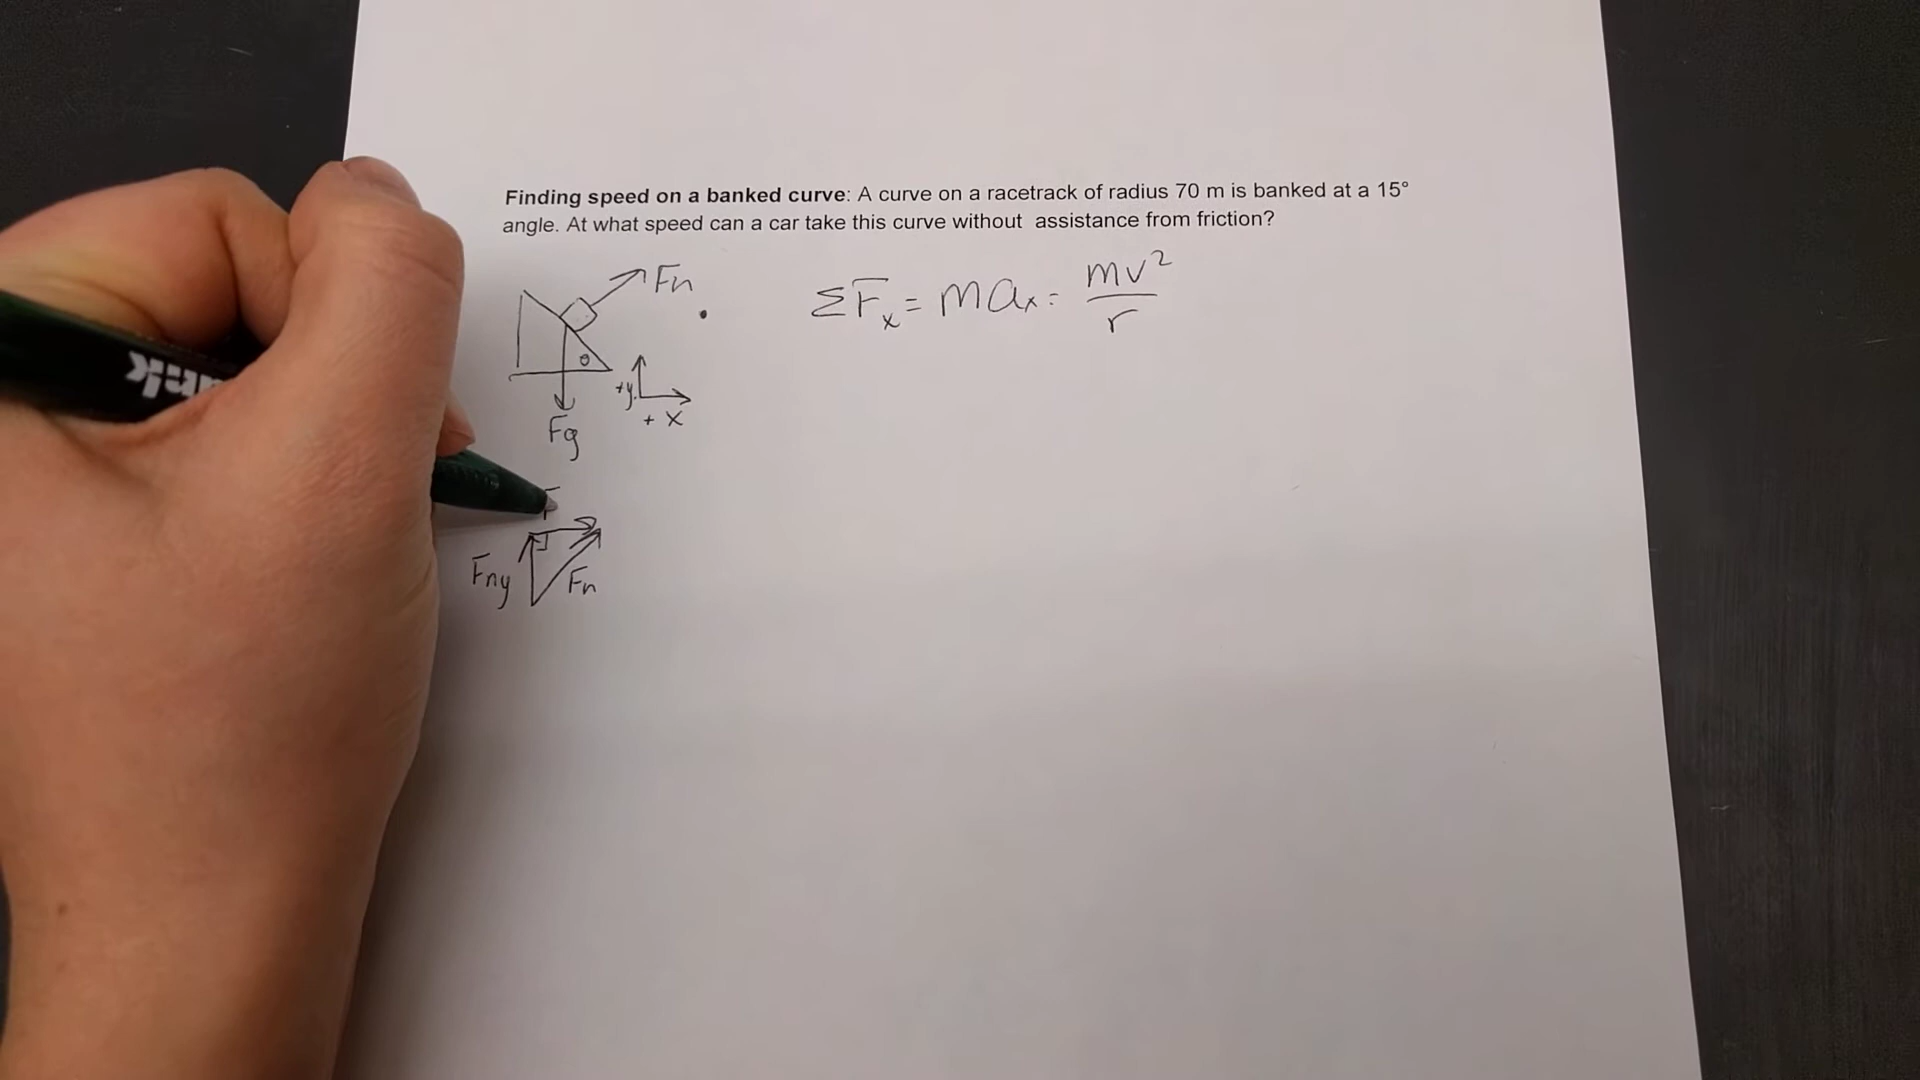 Finding speed on a banked curve: A curve on a racetrack of radius 70 m is banked at a 15°
angle. At what speed can a car take this curve without assistance from friction?
Fn
ΣFx = max = mv²/r
θ
+y
+x
Fg
F
Fny
Fn